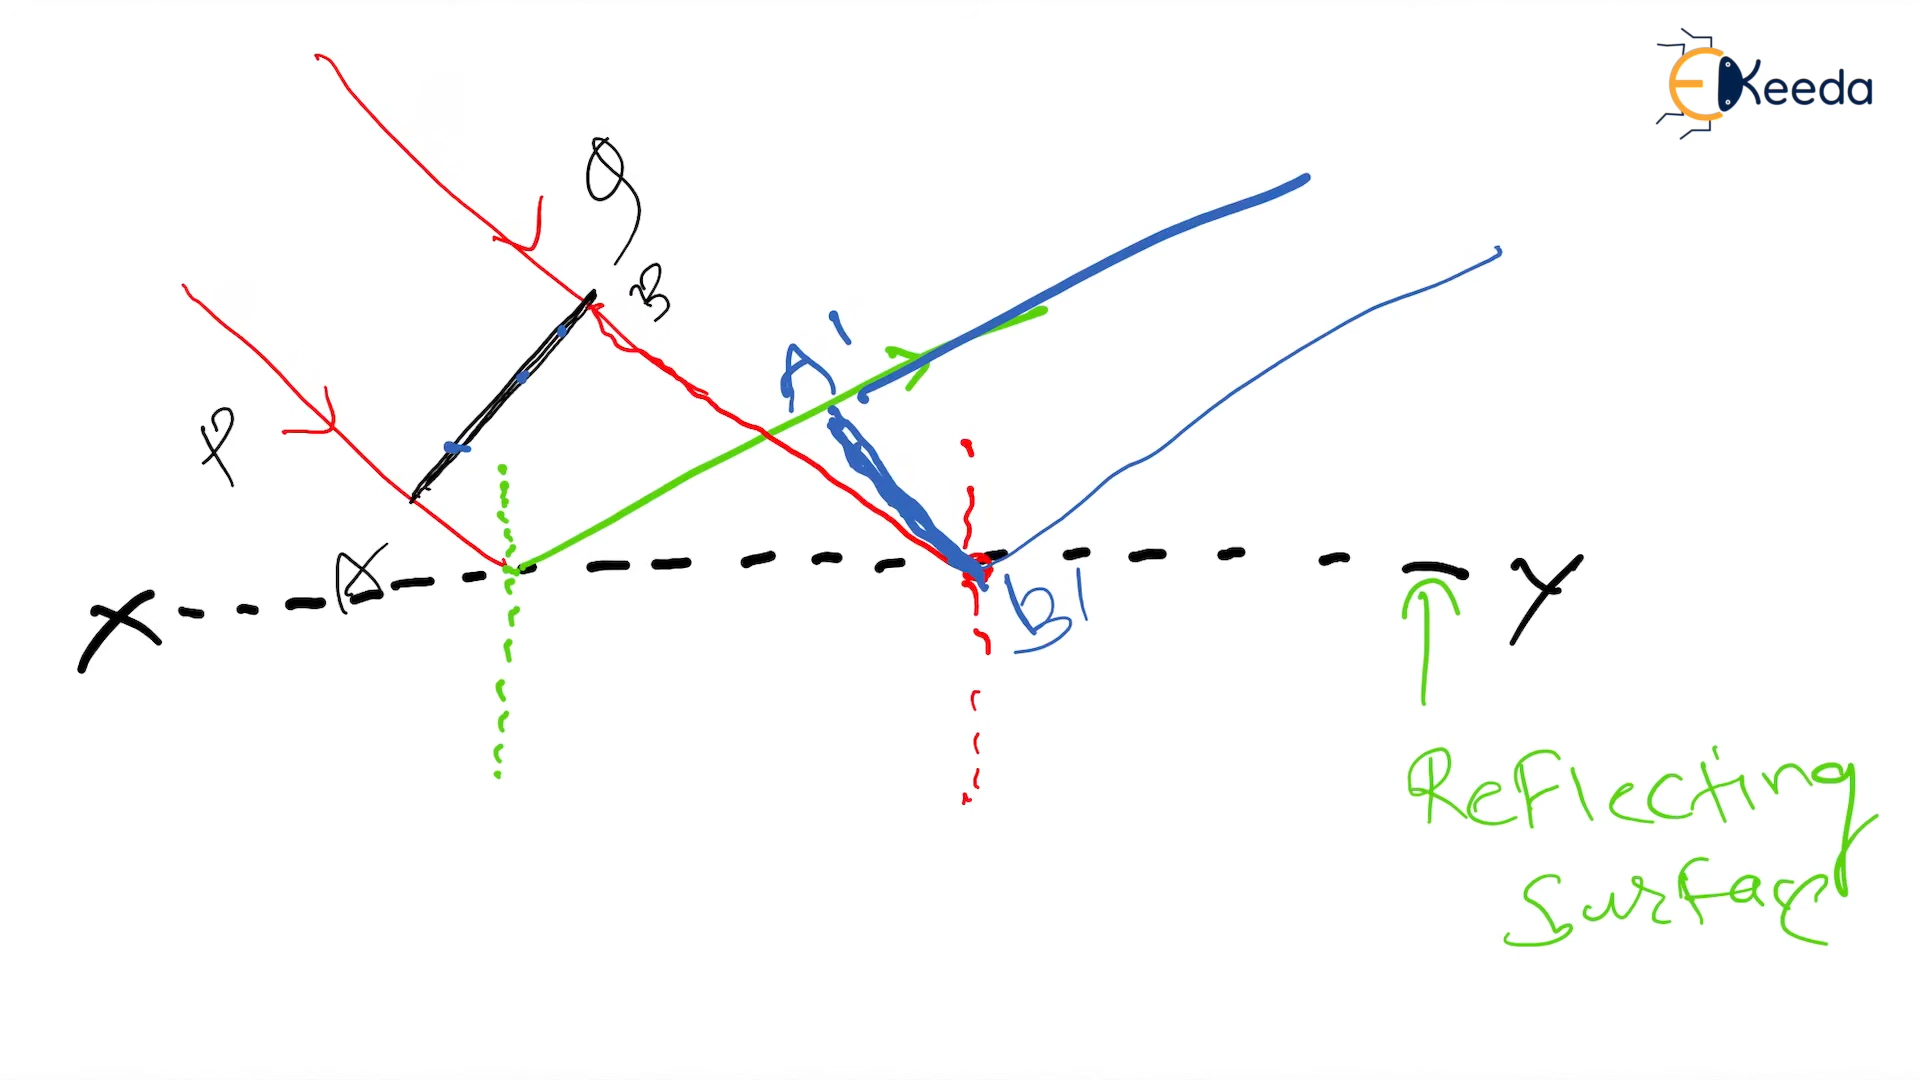 EKeeda
Q
B
A'
P
A
X
B'
Y
Reflecting
Surface